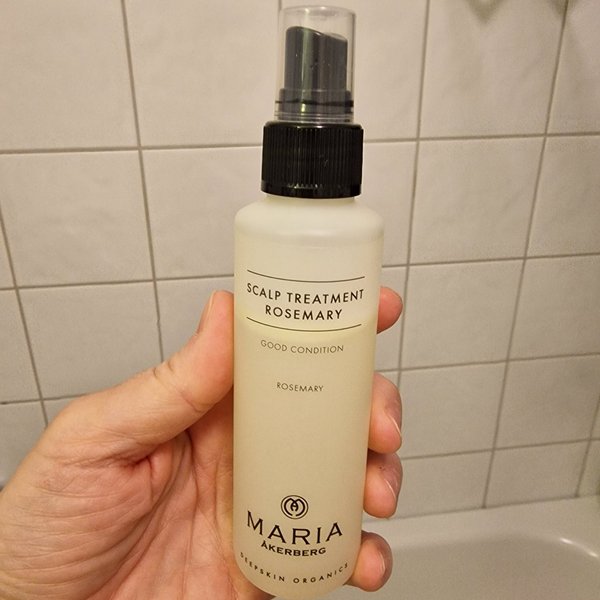 SCALP TREATMENT
ROSEMARY
GOOD CONDITION
ROSEMARY
MARIA
ÅKERBERG
DEEPSKIN ORGANICS